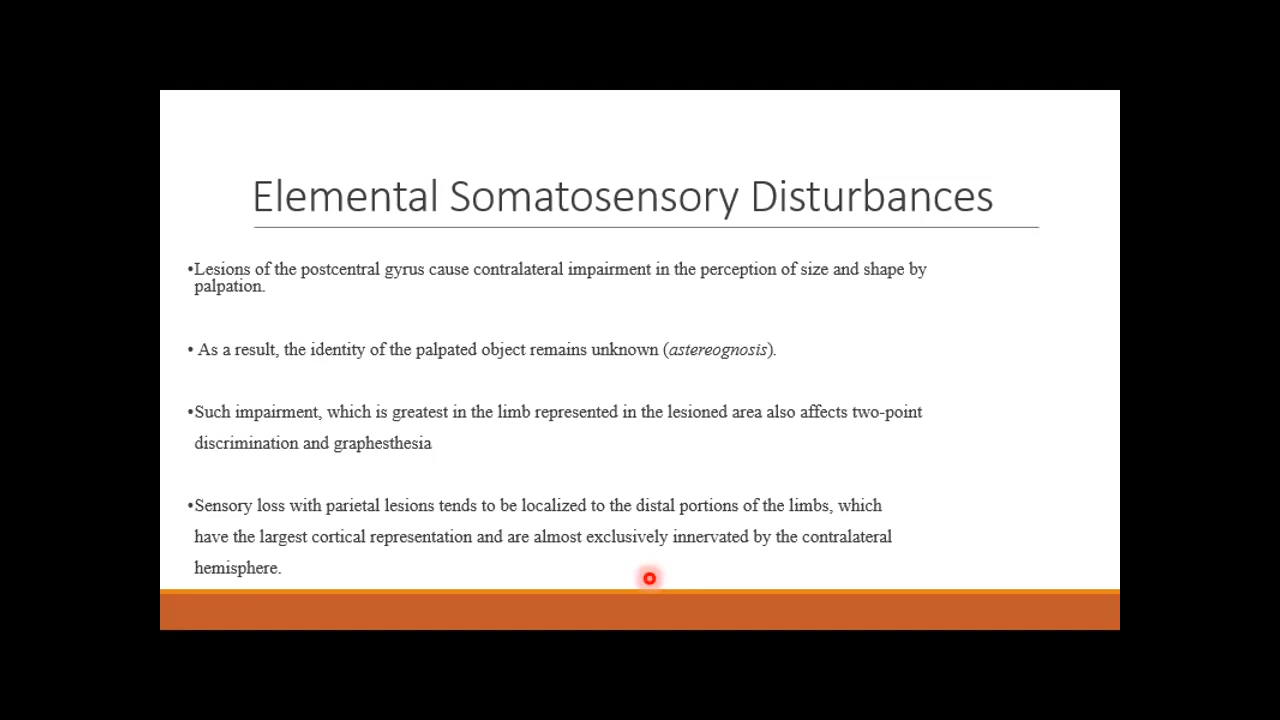 Elemental Somatosensory Disturbances
•Lesions of the postcentral gyrus cause contralateral impairment in the perception of size and shape by
palpation.
• As a result, the identity of the palpated object remains unknown (astereognosis).
•Such impairment, which is greatest in the limb represented in the lesioned area also affects two-point
discrimination and graphesthesia
•Sensory loss with parietal lesions tends to be localized to the distal portions of the limbs, which
have the largest cortical representation and are almost exclusively innervated by the contralateral
hemisphere.